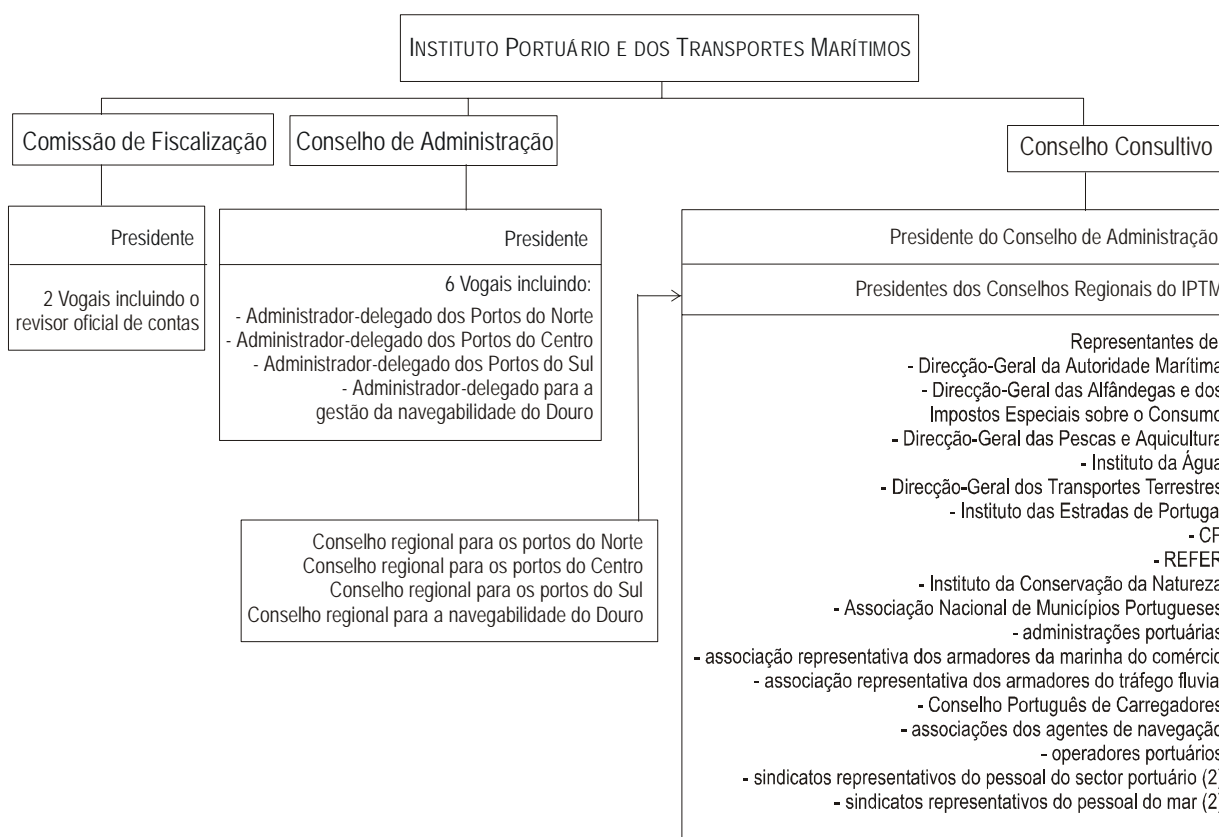 INSTITUTO PORTUÁRIO E DOS TRANSPORTES MARÍTIMOS
Comissão de Fiscalização
Conselho de Administração
Conselho Consultivo
Presidente
2 Vogais incluindo o
revisor oficial de contas
Presidente
6 Vogais incluindo:
- Administrador-delegado dos Portos do Norte
- Administrador-delegado dos Portos do Centro
- Administrador-delegado dos Portos do Sul
- Administrador-delegado para a
gestão da navegabilidade do Douro
Conselho regional para os portos do Norte
Conselho regional para os portos do Centro
Conselho regional para os portos do Sul
Conselho regional para a navegabilidade do Douro
Presidente do Conselho de Administração
Presidentes dos Conselhos Regionais do IPTM
Representantes de
- Direcção-Geral da Autoridade Marítima
- Direcção-Geral das Alfândegas e dos
Impostos Especiais sobre o Consumo
- Direcção-Geral das Pescas e Aquicultura
- Instituto da Água
- Direcção-Geral dos Transportes Terrestres
- Instituto das Estradas de Portuga
- CP
- REFER
- Instituto da Conservação da Natureza
- Associação Nacional de Municípios Portugueses
- administrações portuárias
- associação representativa dos armadores da marinha do comércio
- associação representativa dos armadores do tráfego fluvia
- Conselho Português de Carregadores
- associações dos agentes de navegação
- operadores portuários
- sindicatos representativos do pessoal do sector portuário (2)
- sindicatos representativos do pessoal do mar (2)